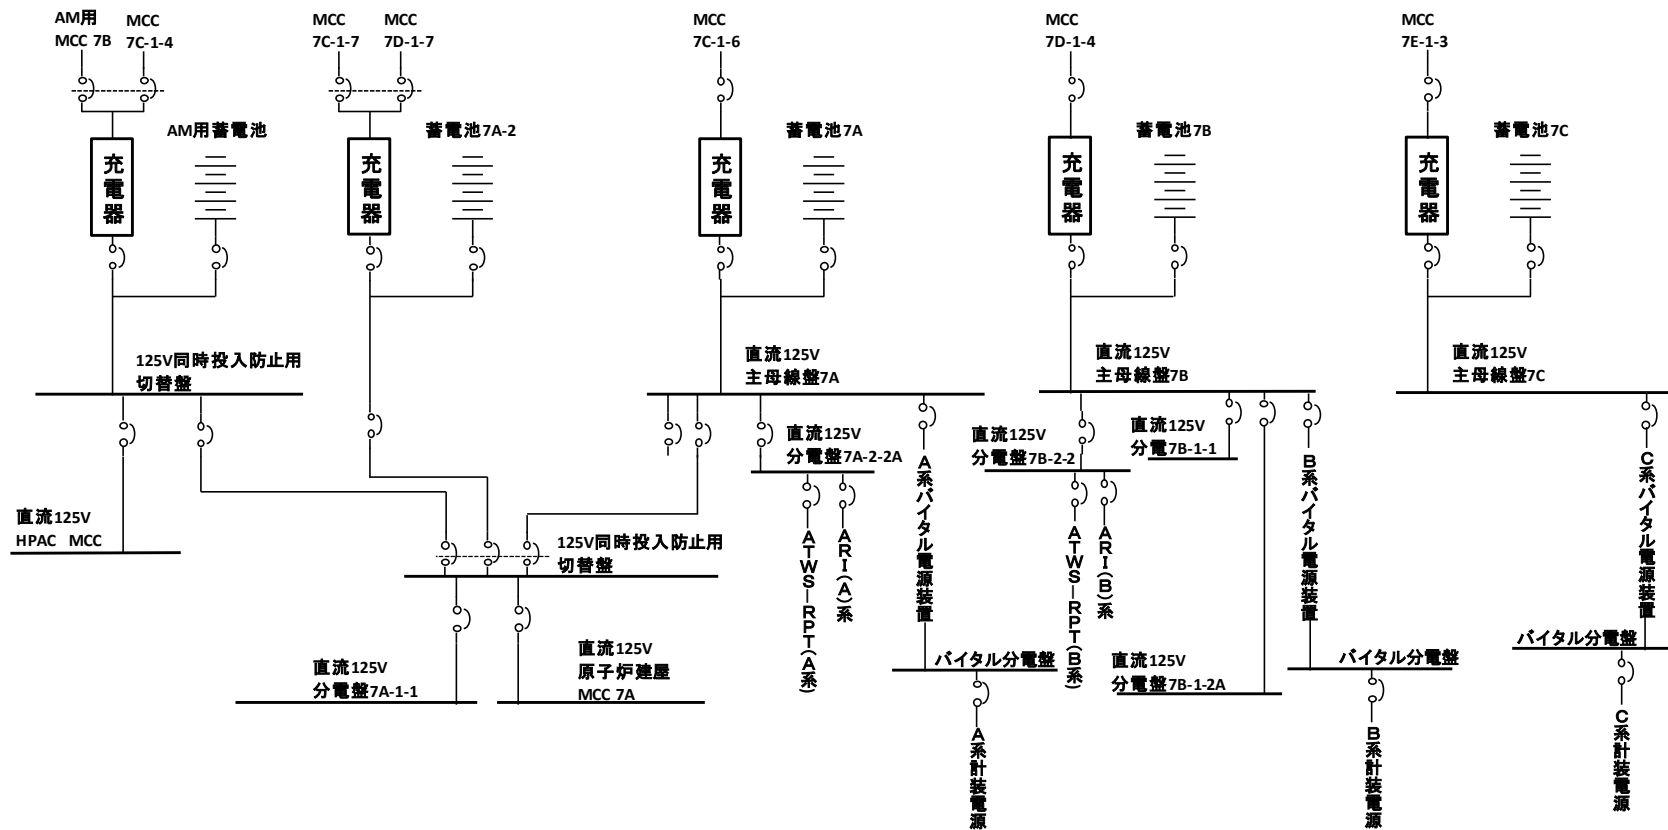 AM用
MCC 7B
MCC
7C-1-4
MCC
7C-1-7
MCC
7D-1-7
MCC
7C-1-6
MCC
7D-1-4
MCC
7E-1-3
充電器
AM用蓄電池
充電器
蓄電池7A-2
充電器
蓄電池7A
充電器
蓄電池7B
充電器
蓄電池7C
125V同時投入防止用
切替盤
直流125V
主母線盤7A
直流125V
主母線盤7B
直流125V
主母線盤7C
直流125V
分電盤7A-2-2A
直流125V
分電盤7B-2-2
直流125V
分電7B-1-1
直流125V
HPAC MCC
125V同時投入防止用
切替盤
ATWS-RPT(A系)
ARI(A)系
A系バイタル電源装置
ATWS-RPT(B系)
ARI(B)系
B系バイタル電源装置
C系バイタル電源装置
直流125V
分電盤7A-1-1
直流125V
原子炉建屋
MCC 7A
バイタル分電盤
直流125V
分電盤7B-1-2A
バイタル分電盤
バイタル分電盤
A系計装電源
B系計装電源
C系計装電源